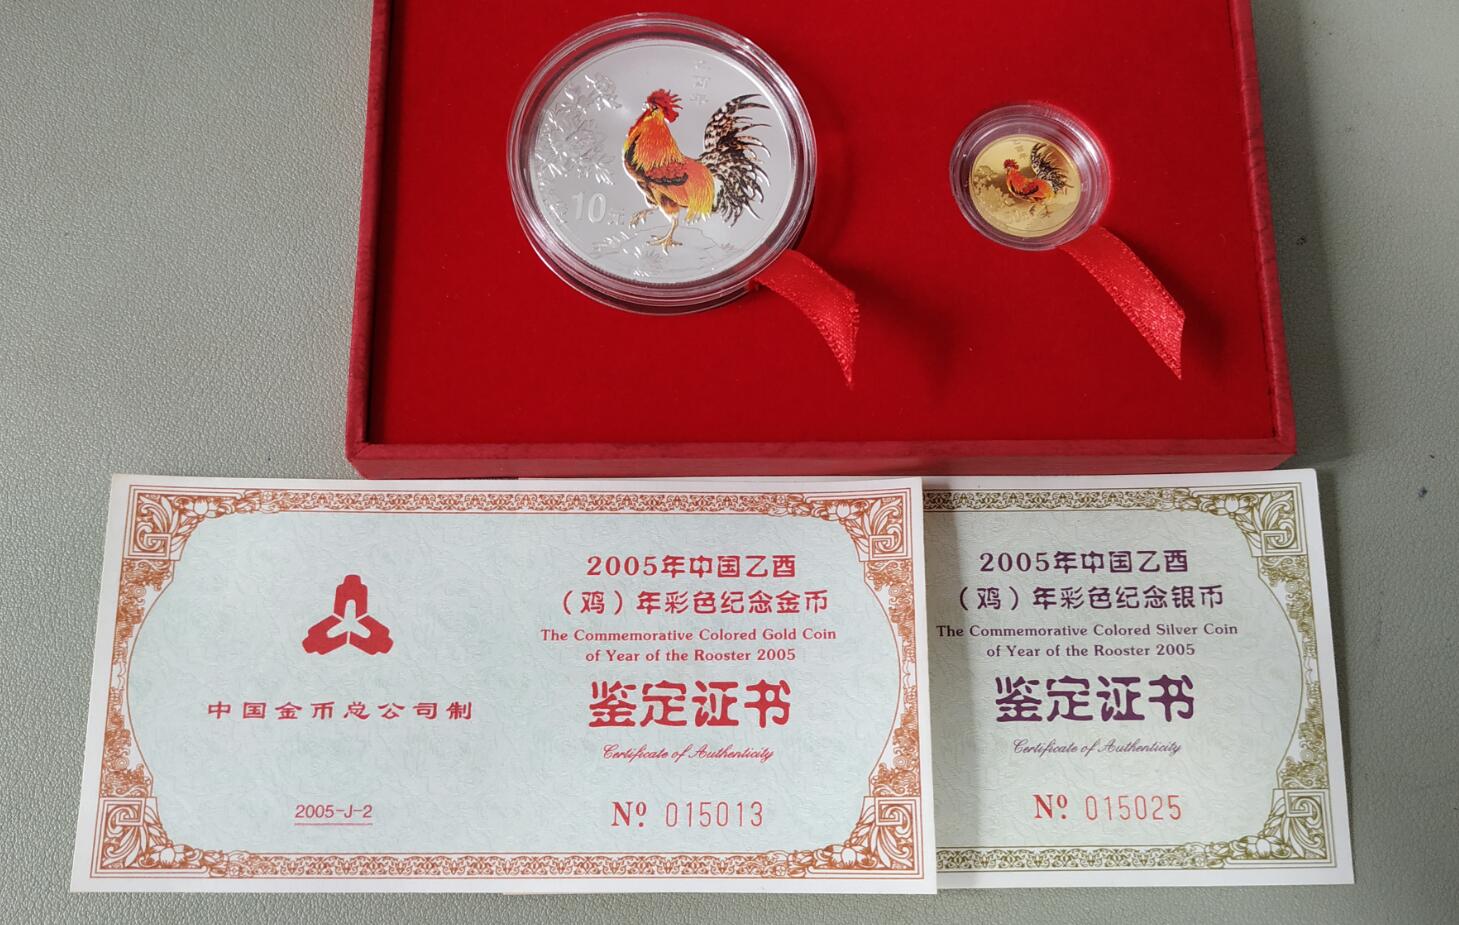 乙酉年
10元
2005年中国乙酉
(鸡)年彩色纪念金币
The Commemorative Colored Gold Coin
of Year of the Rooster 2005
鉴定证书
Certificate of Authenticity
Nº 015013
中国金币总公司制
2005-J-2
2005年中国乙酉
(鸡)年彩色纪念银币
The Commemorative Colored Silver Coin
of Year of the Rooster 2005
鉴定证书
Certificate of Authenticity
Nº 015025